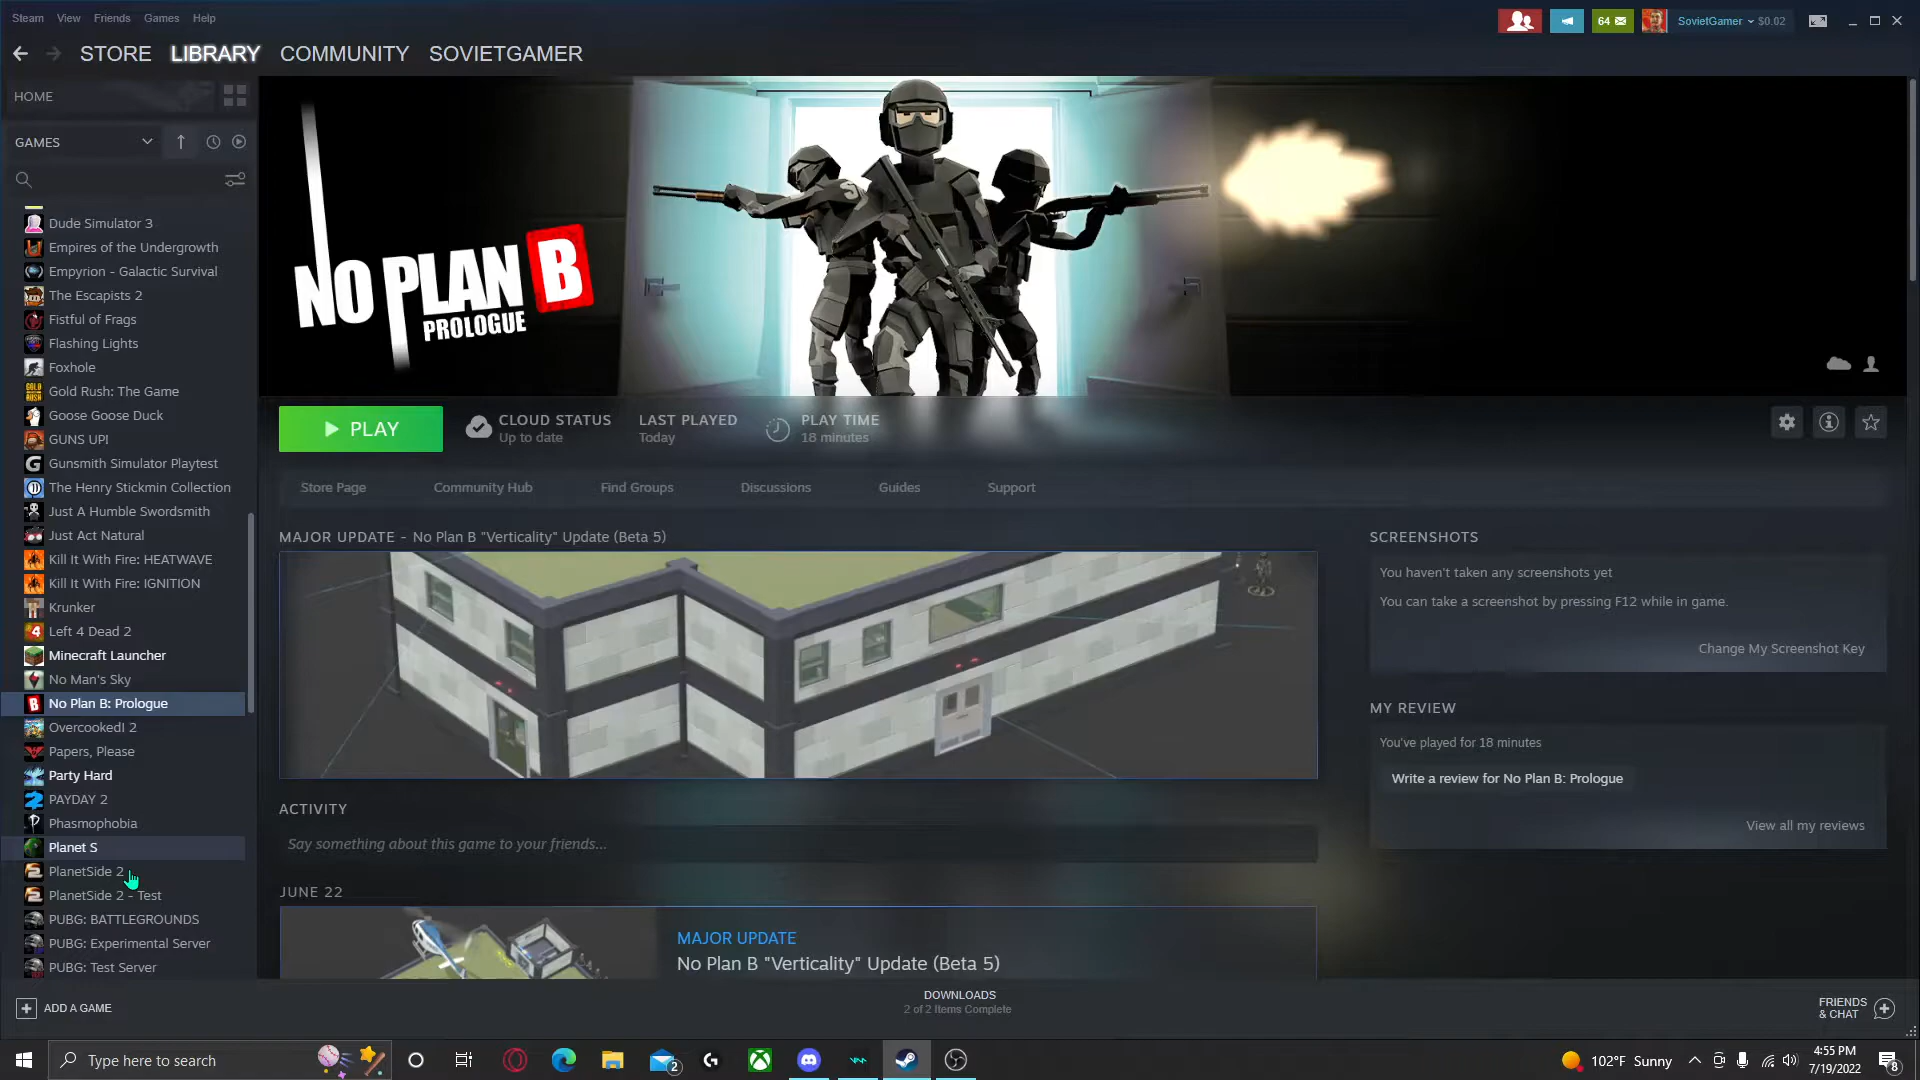 Steam View Friends Games Help
64
SovietGamer $0.02
STORE LIBRARY COMMUNITY SOVIETGAMER
HOME
GAMES
Dude Simulator 3
Empires of the Undergrowth
Empyrion - Galactic Survival
The Escapists 2
Fistful of Frags
Flashing Lights
Foxhole
Gold Rush: The Game
Goose Goose Duck
GUNS UP!
Gunsmith Simulator Playtest
The Henry Stickmin Collection
Just A Humble Swordsmith
Just Act Natural
Kill It With Fire: HEATWAVE
Kill It With Fire: IGNITION
Krunker
Left 4 Dead 2
Minecraft Launcher
No Man's Sky
No Plan B: Prologue
Overcooked! 2
Papers, Please
Party Hard
PAYDAY 2
Phasmophobia
Planet S
PlanetSide 2
PlanetSide 2 - Test
PUBG: BATTLEGROUNDS
PUBG: Experimental Server
PUBG: Test Server
ADD A GAME
NO PLAN B
PROLOGUE
PLAY
CLOUD STATUS
Up to date
LAST PLAYED
Today
PLAY TIME
18 minutes
Store Page Community Hub Find Groups Discussions Guides Support
MAJOR UPDATE - No Plan B "Verticality" Update (Beta 5)
ACTIVITY
Say something about this game to your friends...
JUNE 22
MAJOR UPDATE
No Plan B "Verticality" Update (Beta 5)
SCREENSHOTS
You haven't taken any screenshots yet
You can take a screenshot by pressing F12 while in game.
Change My Screenshot Key
MY REVIEW
You've played for 18 minutes
Write a review for No Plan B: Prologue
View all my reviews
DOWNLOADS
2 of 2 Items Complete
FRIENDS
& CHAT
Type here to search
2
102°F Sunny
4:55 PM
7/19/2022
8